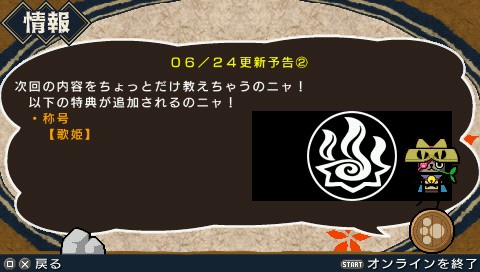 情報
06／24更新予告②
次回の内容をちょっとだけ教えちゃうのニャ！
以下の特典が追加されるのニャ！
・称号
【歌姫】
戻る
START オンラインを終了